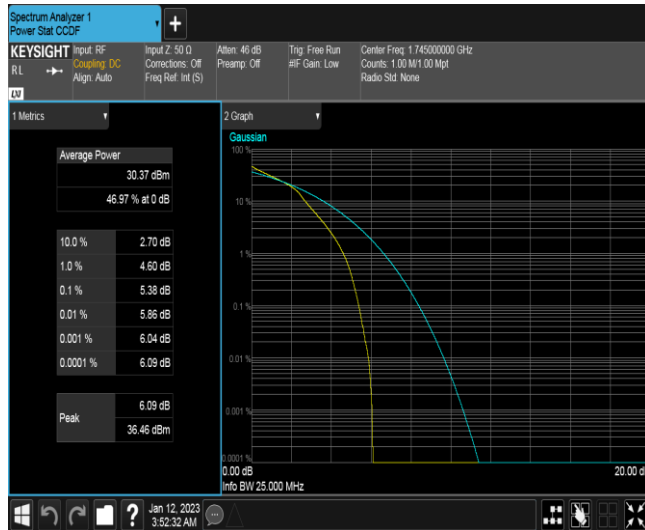 Spectrum Analyzer 1
Power Stat CCDF
+
KEYSIGHT
RL
LXI
Input: RF
Coupling: DC
Align: Auto
Input Z: 50 Ω
Corrections: Off
Freq Ref: Int (S)
Atten: 46 dB
Preamp: Off
Trig: Free Run
#IF Gain: Low
Center Freq: 1.745000000 GHz
Counts: 1.00 M/1.00 Mpt
Radio Std: None
1 Metrics
Average Power
30.37 dBm
46.97 % at 0 dB
10.0 % 2.70 dB
1.0 % 4.60 dB
0.1 % 5.38 dB
0.01 % 5.86 dB
0.001 % 6.04 dB
0.0001 % 6.09 dB
Peak
6.09 dB
36.46 dBm
2 Graph
Gaussian
100 %
10 %
1 %
0.1 %
0.01 %
0.001 %
0.0001 %
0.00 dB 20.00 d
Info BW 25.000 MHz
?
Jan 12, 2023
3:52:32 AM